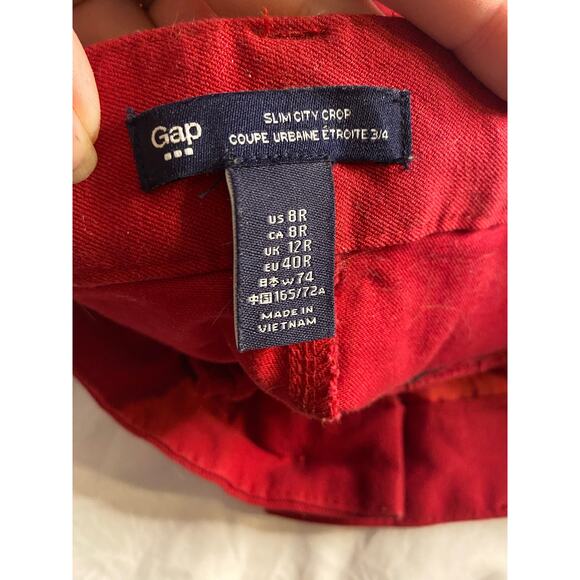 Gap
SLIM CITY CROP
COUPE URBAINE ÉTROITE 3/4
US 8R
CA 8R
UK 12R
EU 40R
日本 W 74
中国 165/72A
MADE IN
VIETNAM